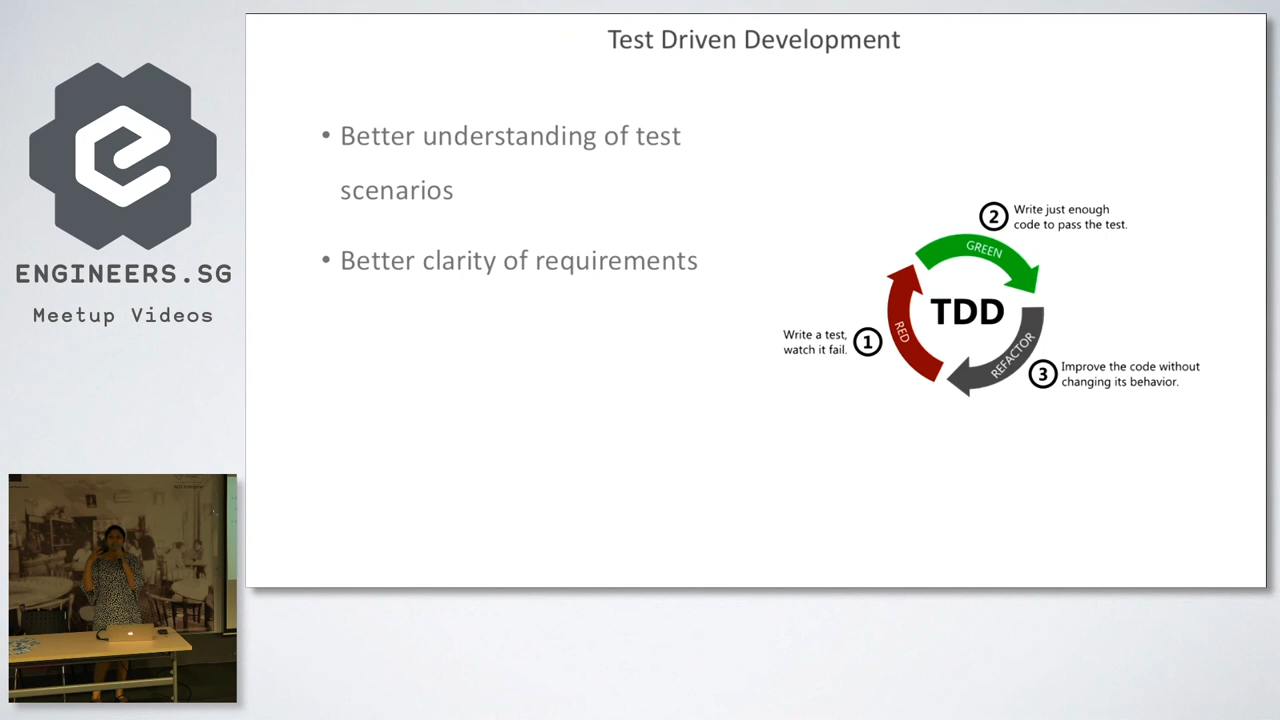 Test Driven Development
• Better understanding of test
scenarios
• Better clarity of requirements
2 Write just enough
code to pass the test.
GREEN
TDD
RED
REFACTOR
Write a test,
watch it fail. 1
3 Improve the code without
changing its behavior.
ENGINEERS.SG
Meetup Videos